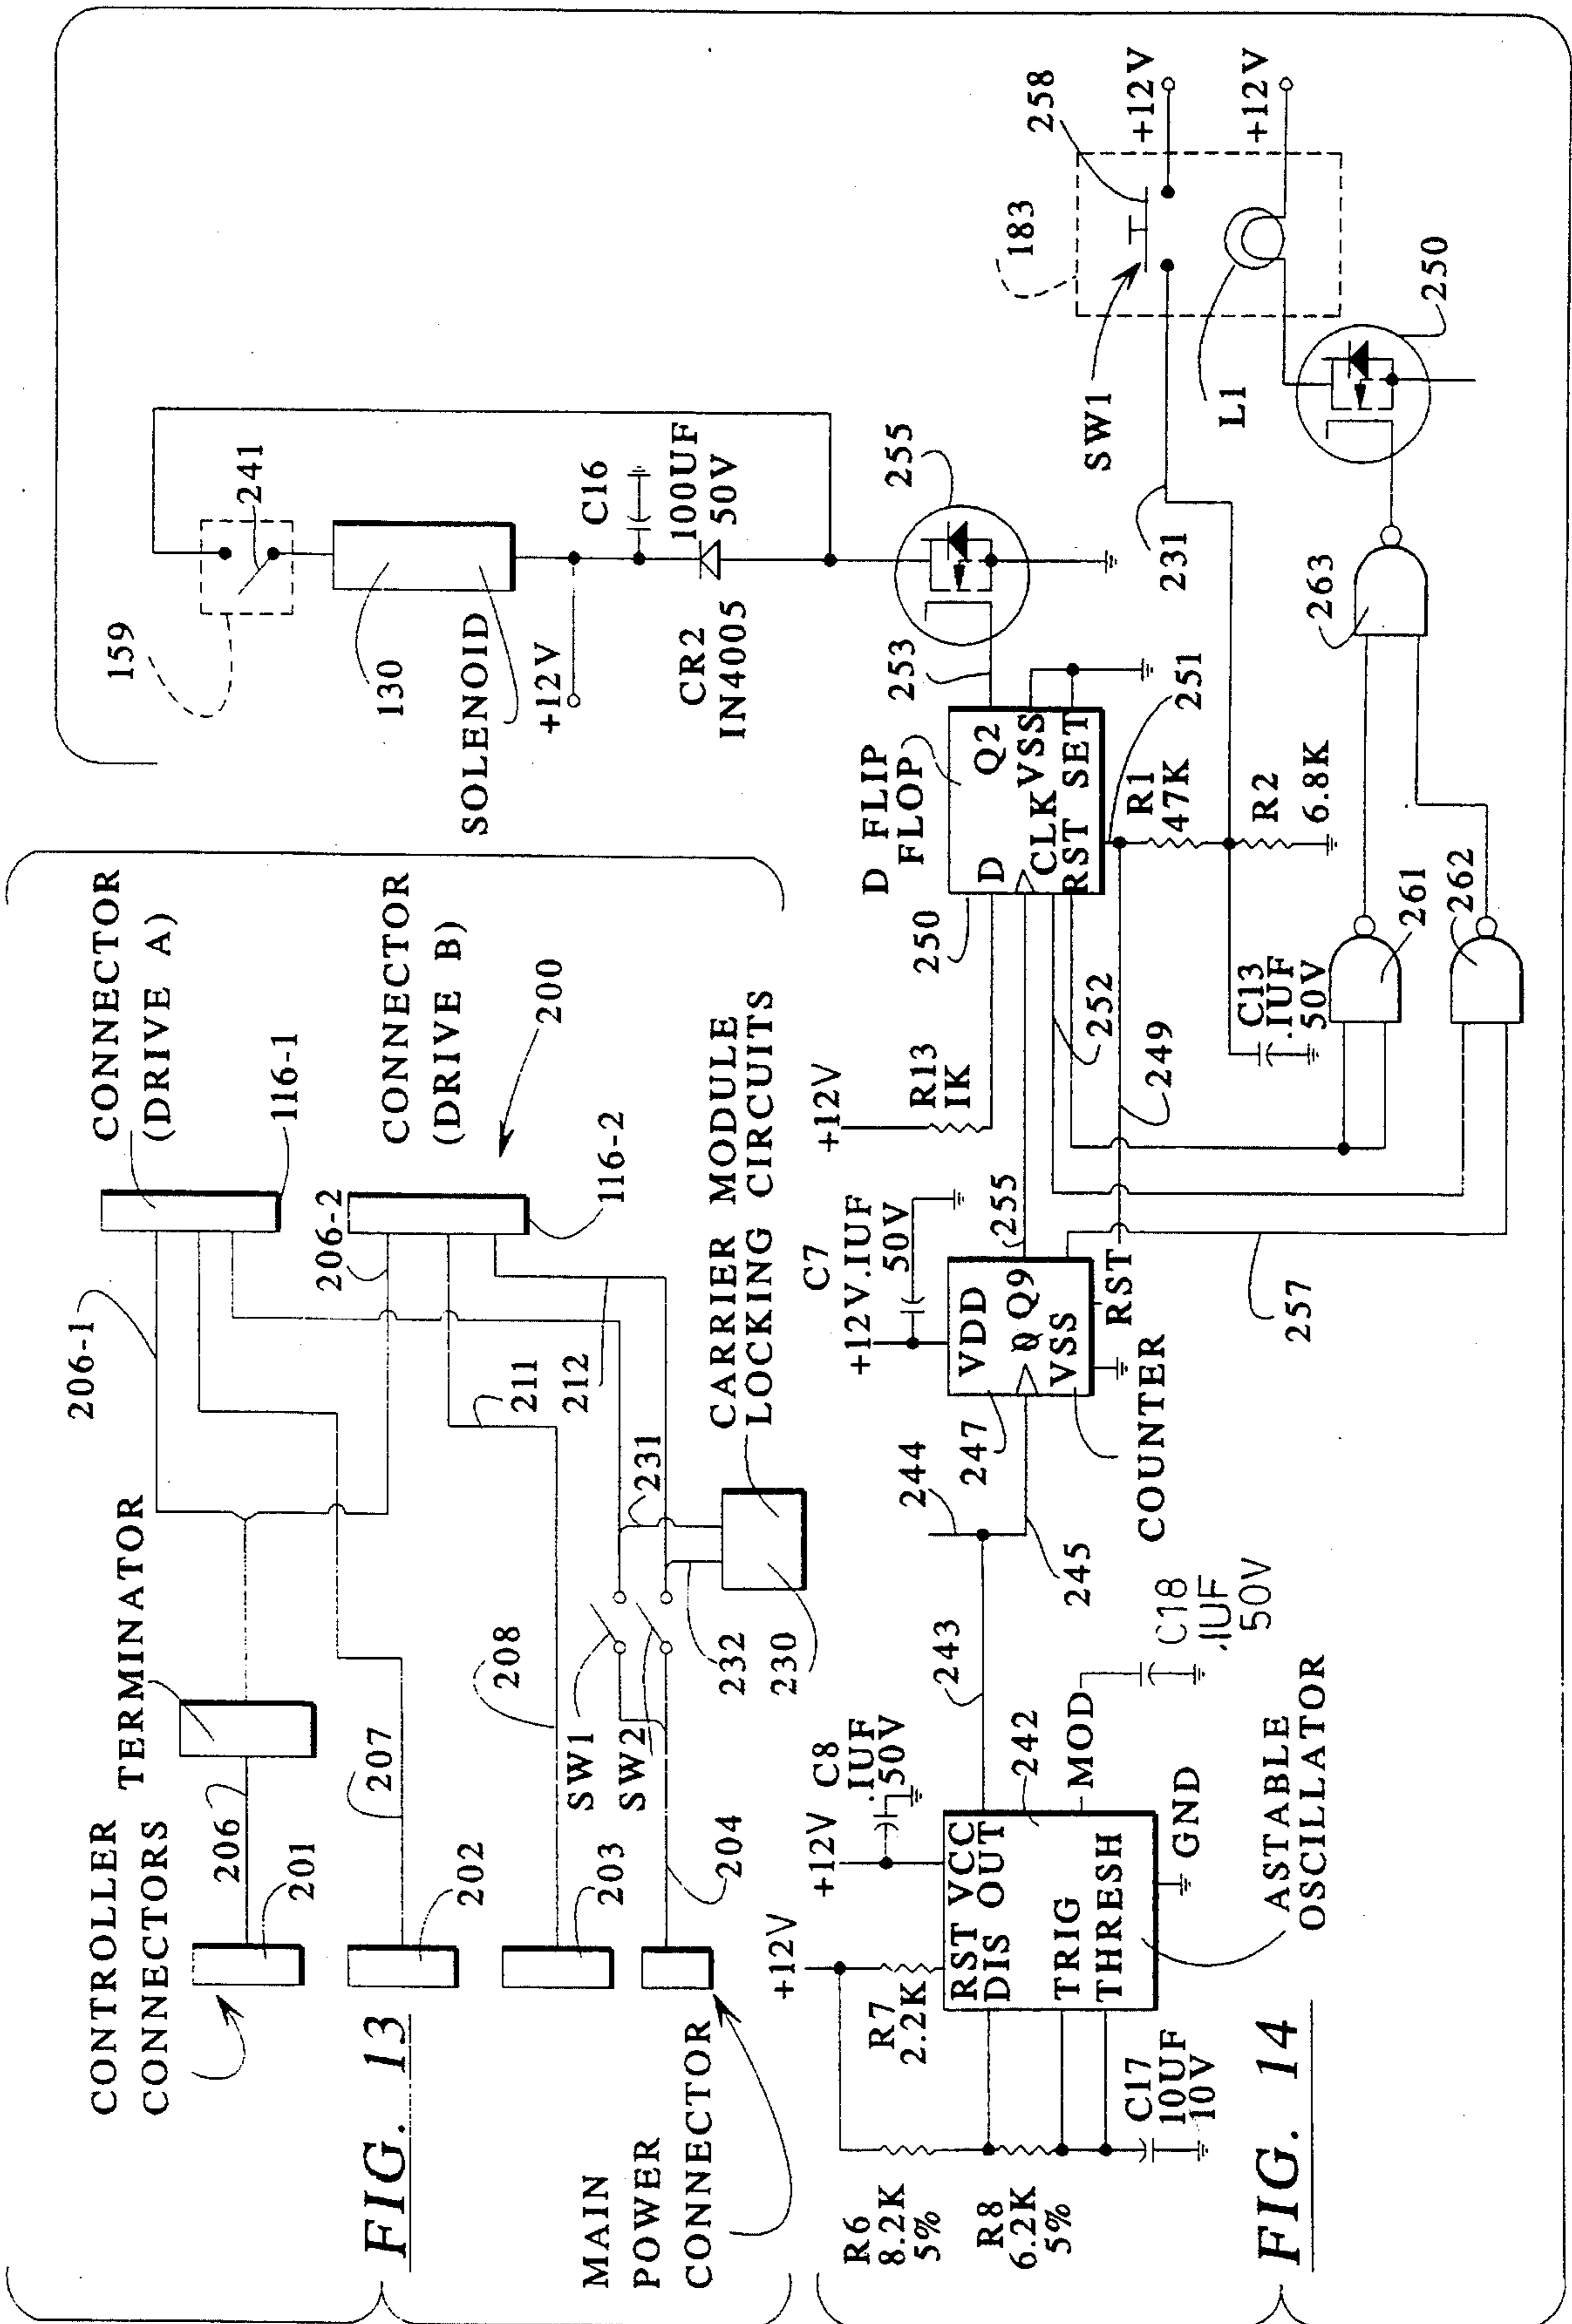 CONTROLLER
CONNECTORS
TERMINATOR
206
201
207
202
208
203
204
MAIN
POWER
CONNECTOR
SW1
SW2
232
230
231
CARRIER MODULE
LOCKING CIRCUITS
206-1
206-2
211
212
CONNECTOR
(DRIVE A)
116-1
CONNECTOR
(DRIVE B)
116-2
200
FIG. 13
159
241
130
SOLENOID
+12V
C16
100UF
50V
CR2
IN4005
255
253
D FLIP
FLOP
250
D
Q2
CLK
VSS
RST
SET
251
R1
47K
R2
6.8K
C13
.1UF
50V
252
249
R13
1K
+12V
+12V
C7
.1UF
50V
VDD
Q9
VSS
RST
247
COUNTER
255
257
244
245
243
242
+12V
C8
.1UF
50V
+12V
R7
2.2K
RST
VCC
DIS
OUT
TRIG
THRESH
MOD
GND
C18
.1UF
50V
ASTABLE
OSCILLATOR
R6
8.2K
5%
R8
6.2K
5%
C17
10UF
10V
261
262
263
231
SW1
183
258
+12V
+12V
L1
250
FIG. 14